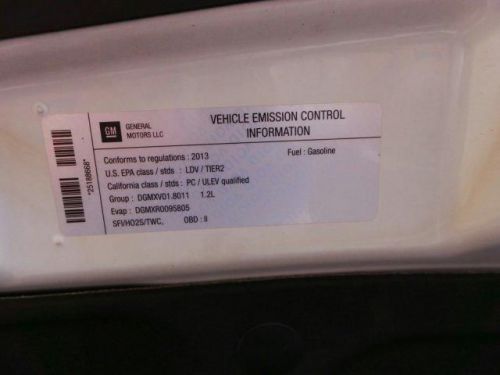 GM
GENERAL
MOTORS LLC
VEHICLE EMISSION CONTROL
INFORMATION
*25188668*
Conforms to regulations : 2013
Fuel : Gasoline
U.S. EPA class / stds : LDV / TIER2
California class / stds : PC / ULEV qualified
Group : DGMXV01.8011 1.2L
Evap : DGMXR0095805
SFI/HO2S/TWC, OBD : II